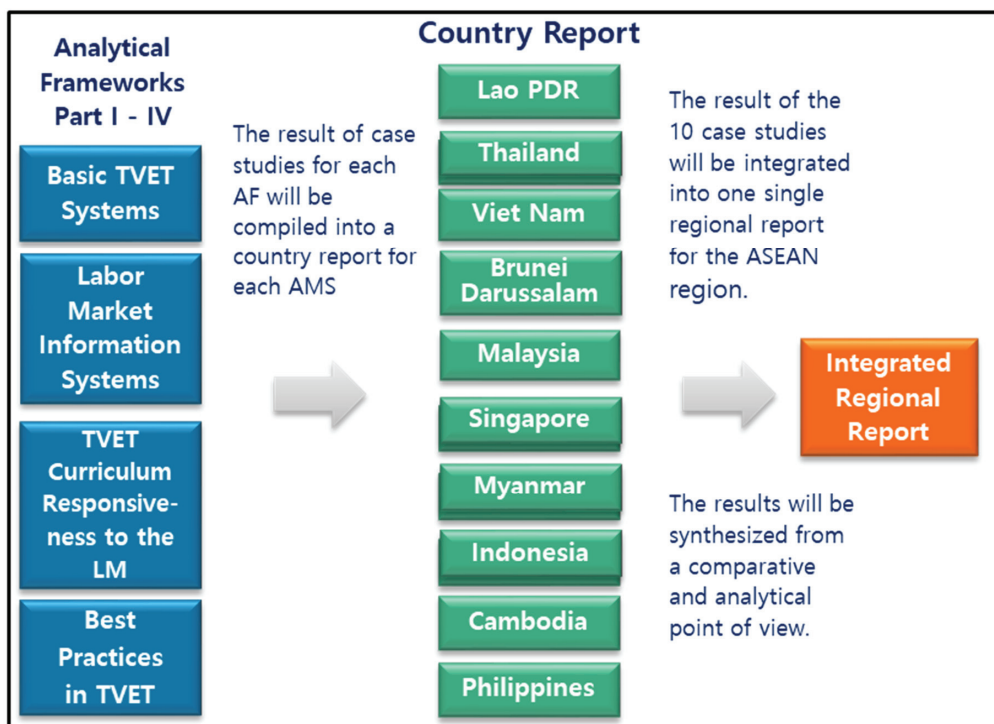 Analytical
Frameworks
Part I - IV
Basic TVET
Systems
Labor
Market
Information
Systems
TVET
Curriculum
Responsive-
ness to the
LM
Best
Practices
in TVET
The result of case
studies for each
AF will be
compiled into a
country report for
each AMS
Country Report
Lao PDR
Thailand
Viet Nam
Brunei
Darussalam
Malaysia
Singapore
Myanmar
Indonesia
Cambodia
Philippines
The result of the
10 case studies
will be integrated
into one single
regional report
for the ASEAN
region.
Integrated
Regional
Report
The results will be
synthesized from
a comparative
and analytical
point of view.